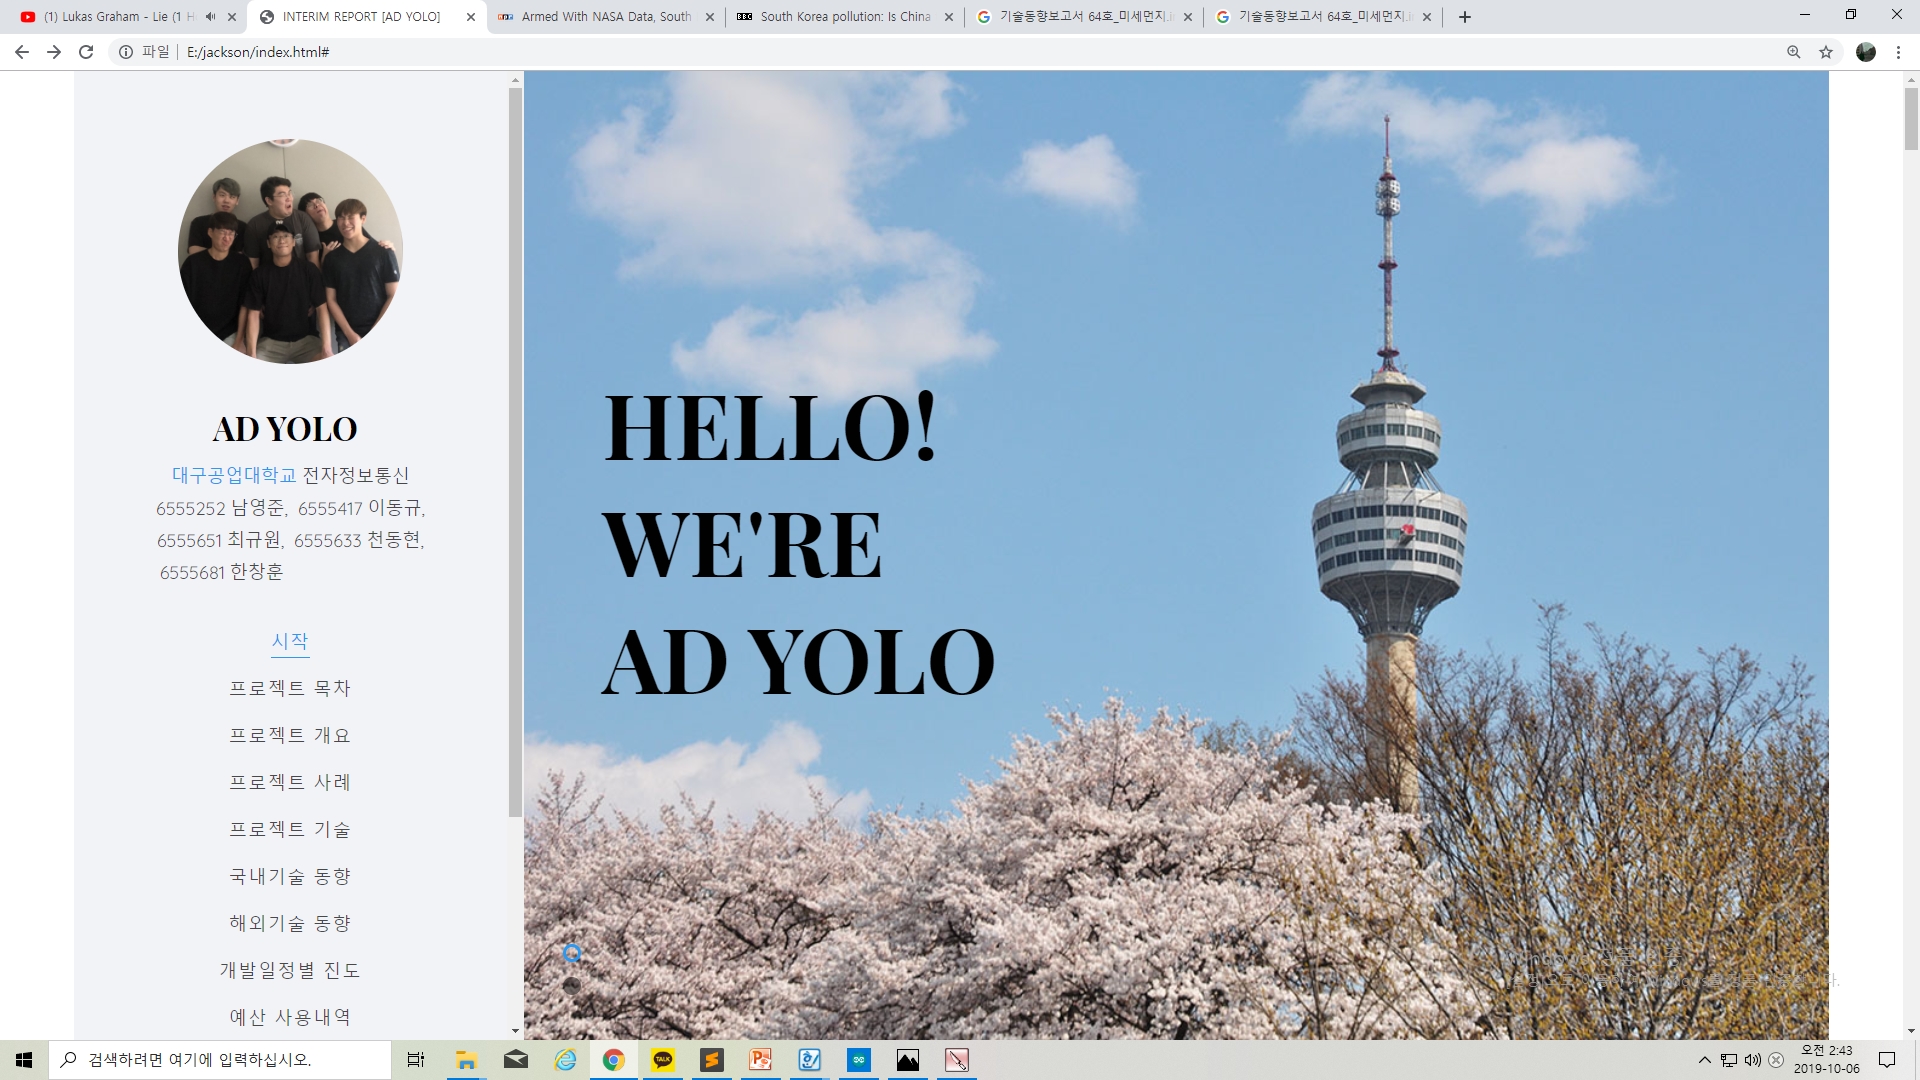 (1) Lukas Graham - Lie (1 H
INTERIM REPORT [AD YOLO]
Armed With NASA Data, South
South Korea pollution: Is China
기술동향보고서 64호_미세먼지.i
기술동향보고서 64호_미세먼지.i
파일
E:/jackson/index.html#
AD YOLO
대구공업대학교 전자정보통신
6555252 남영준, 6555417 이동규,
6555651 최규원, 6555633 천동현,
6555681 한창훈
시작
프로젝트 목차
프로젝트 개요
프로젝트 사례
프로젝트 기술
국내기술 동향
해외기술 동향
개발일정별 진도
예산 사용내역
HELLO!
WE'RE
AD YOLO
검색하려면 여기에 입력하십시오.
TALK
오전 2:43
2019-10-06